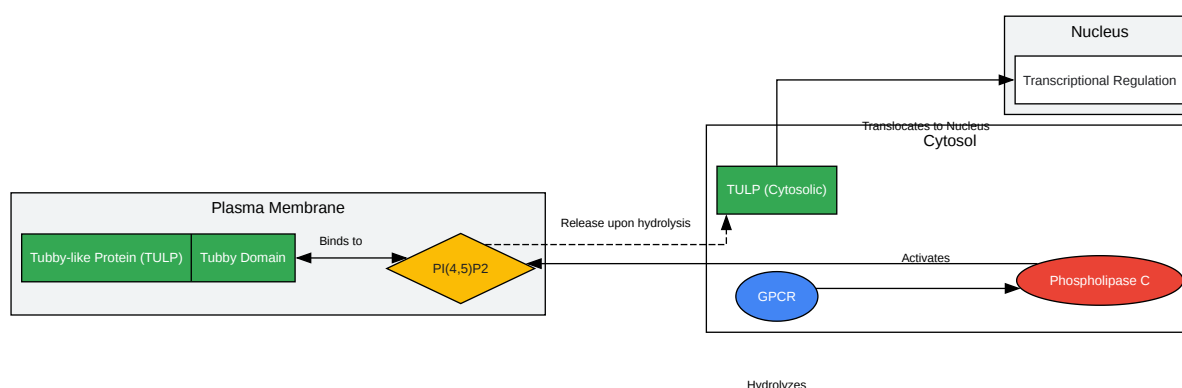 Nucleus
Transcriptional Regulation
Translocates to Nucleus
Cytosol
TULP (Cytosolic)
Plasma Membrane
Release upon hydrolysis
Binds to
Tubby-like Protein (TULP)
Tubby Domain
PI(4,5)P2
Activates
Phospholipase C
GPCR
Hydrolyzes